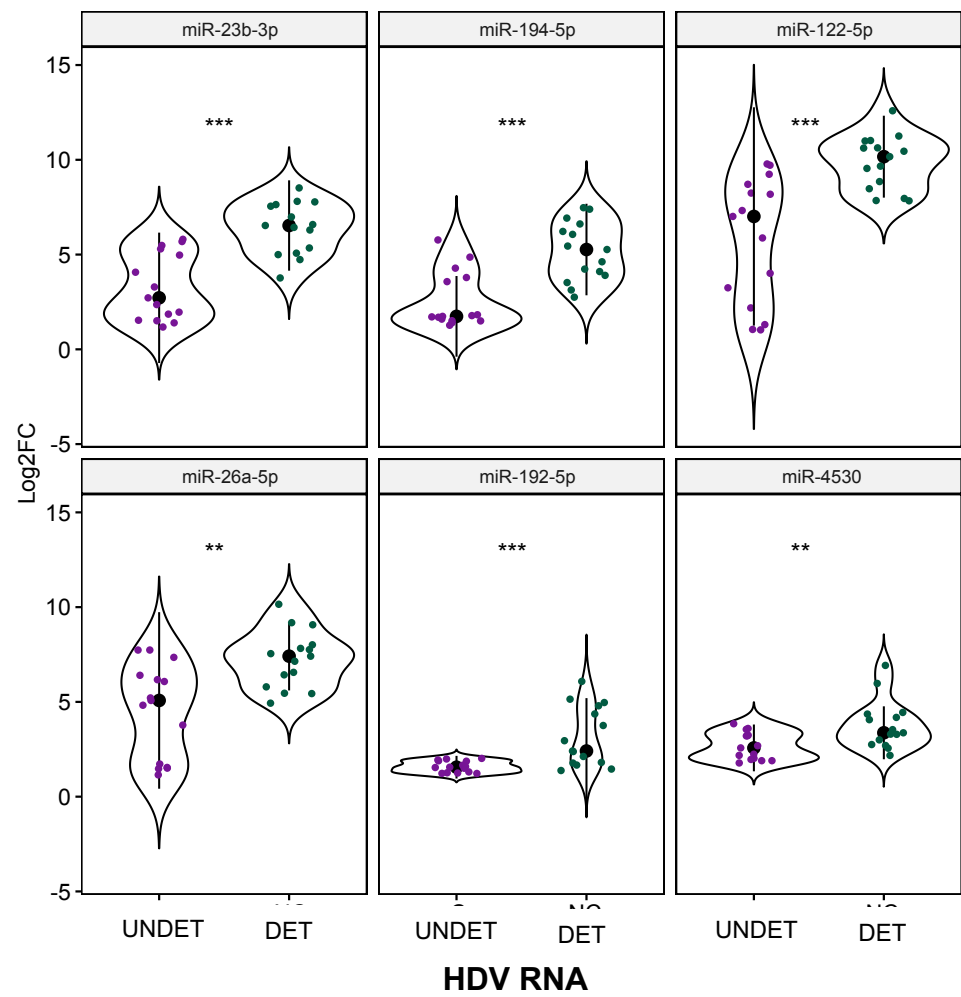 miR-23b-3p miR-194-5p miR-122-5p
15
*** *** ***
10
5
0
-5
Log2FC
miR-26a-5p miR-192-5p miR-4530
15
** *** **
10
5
0
-5
UNDET DET UNDET DET UNDET DET
HDV RNA